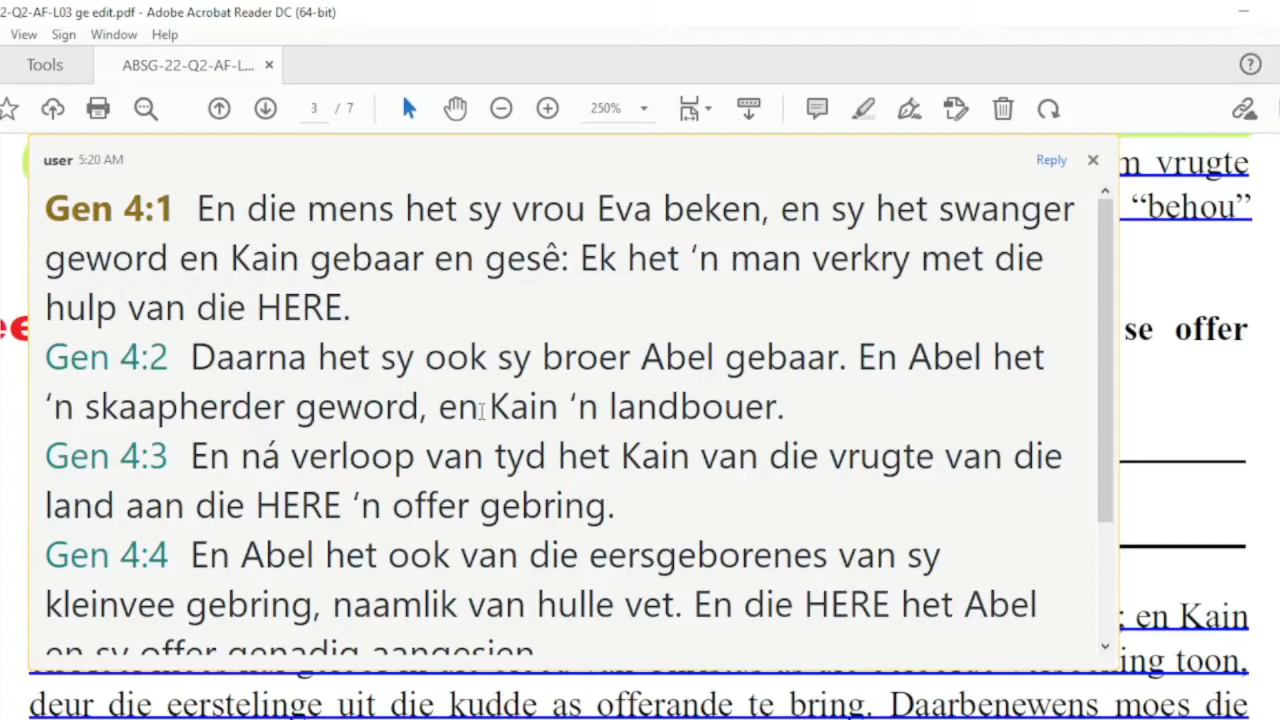 2-Q2-AF-L03 ge edit.pdf - Adobe Acrobat Reader DC (64-bit)
View Sign Window Help
Tools ABSG-22-Q2-AF-L... ×
3 / 7 250%
user 5:20 AM Reply
m vrugte
Gen 4:1 En die mens het sy vrou Eva beken, en sy het swanger
“behou”
geword en Kain gebaar en gesê: Ek het ‘n man verkry met die
hulp van die HERE.
se offer
Gen 4:2 Daarna het sy ook sy broer Abel gebaar. En Abel het
‘n skaapherder geword, en Kain ‘n landbouer.
Gen 4:3 En ná verloop van tyd het Kain van die vrugte van die
land aan die HERE ‘n offer gebring.
Gen 4:4 En Abel het ook van die eersgeborenes van sy
kleinvee gebring, naamlik van hulle vet. En die HERE het Abel
; en Kain
en sy offer genadig aangesien
ing toon,
deur die eerstelinge uit die kudde as offerande te bring. Daarbenewens moes die